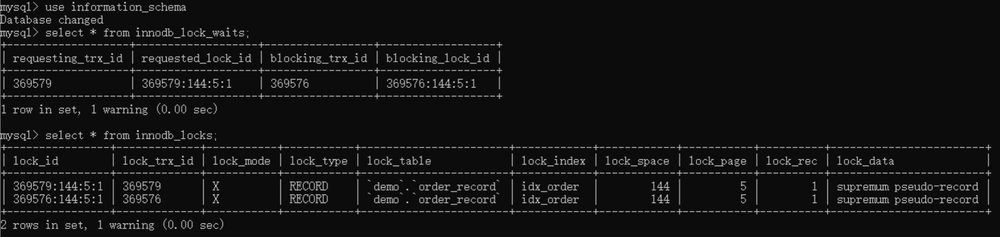 mysql> use information_schema
Database changed
mysql> select * from innodb_lock_waits;
+-------------------+-------------------+-----------------+------------------+
| requesting_trx_id | requested_lock_id | blocking_trx_id | blocking_lock_id |
+-------------------+-------------------+-----------------+------------------+
| 369579            | 369579:144:5:1    | 369576          | 369576:144:5:1   |
+-------------------+-------------------+-----------------+------------------+
1 row in set, 1 warning (0.00 sec)

mysql> select * from innodb_locks;
+----------------+-------------+-----------+-----------+-----------------------+------------+------------+-----------+----------+------------------------+
| lock_id        | lock_trx_id | lock_mode | lock_type | lock_table            | lock_index | lock_space | lock_page | lock_rec | lock_data              |
+----------------+-------------+-----------+-----------+-----------------------+------------+------------+-----------+----------+------------------------+
| 369579:144:5:1 | 369579      | X         | RECORD    | `demo`.`order_record` | idx_order  |        144 |         5 |        1 | supremum pseudo-record |
| 369576:144:5:1 | 369576      | X         | RECORD    | `demo`.`order_record` | idx_order  |        144 |         5 |        1 | supremum pseudo-record |
+----------------+-------------+-----------+-----------+-----------------------+------------+------------+-----------+----------+------------------------+
2 rows in set, 1 warning (0.00 sec)